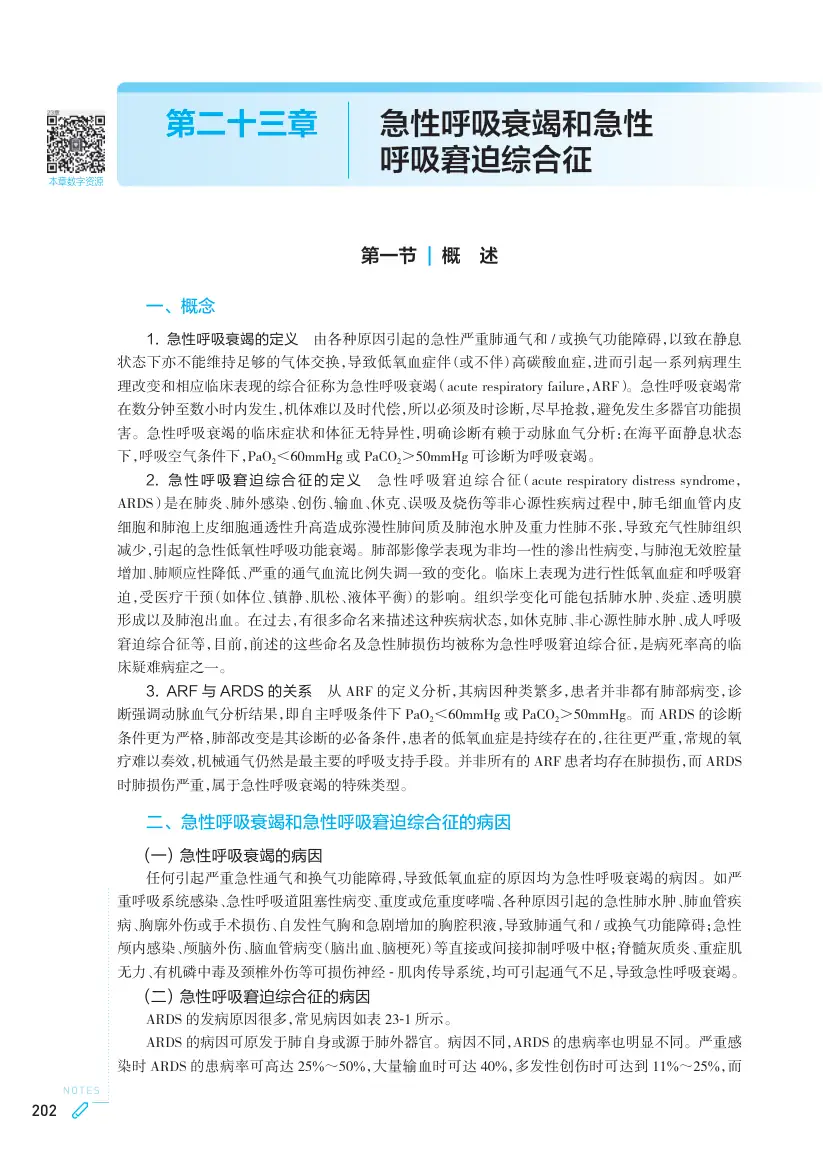 第二十三章
急性呼吸衰竭和急性
呼吸窘迫综合征
本章数字资源
第一节 | 概 述
一、概念
1. 急性呼吸衰竭的定义 由各种原因引起的急性严重肺通气和 / 或换气功能障碍,以致在静息
状态下亦不能维持足够的气体交换,导致低氧血症伴(或不伴)高碳酸血症,进而引起一系列病理生
理改变和相应临床表现的综合征称为急性呼吸衰竭(acute respiratory failure,ARF)。急性呼吸衰竭常
在数分钟至数小时内发生,机体难以及时代偿,所以必须及时诊断,尽早抢救,避免发生多器官功能损
害。急性呼吸衰竭的临床症状和体征无特异性,明确诊断有赖于动脉血气分析:在海平面静息状态
下,呼吸空气条件下,PaO₂＜60mmHg 或 PaCO₂＞50mmHg 可诊断为呼吸衰竭。
2. 急性呼吸窘迫综合征的定义 急性呼吸窘迫综合征(acute respiratory distress syndrome,
ARDS)是在肺炎、肺外感染、创伤、输血、休克、误吸及烧伤等非心源性疾病过程中,肺毛细血管内皮
细胞和肺泡上皮细胞通透性升高造成弥漫性肺间质及肺泡水肿及重力性肺不张,导致充气性肺组织
减少,引起的急性低氧性呼吸功能衰竭。肺部影像学表现为非均一性的渗出性病变,与肺泡无效腔量
增加、肺顺应性降低、严重的通气血流比例失调一致的变化。临床上表现为进行性低氧血症和呼吸窘
迫,受医疗干预(如体位、镇静、肌松、液体平衡)的影响。组织学变化可能包括肺水肿、炎症、透明膜
形成以及肺泡出血。在过去,有很多命名来描述这种疾病状态,如休克肺、非心源性肺水肿、成人呼吸
窘迫综合征等,目前,前述的这些命名及急性肺损伤均被称为急性呼吸窘迫综合征,是病死率高的临
床疑难病症之一。
3. ARF 与 ARDS 的关系 从 ARF 的定义分析,其病因种类繁多,患者并非都有肺部病变,诊
断强调动脉血气分析结果,即自主呼吸条件下 PaO₂＜60mmHg 或 PaCO₂＞50mmHg。而 ARDS 的诊断
条件更为严格,肺部改变是其诊断的必备条件,患者的低氧血症是持续存在的,往往更严重,常规的氧
疗难以奏效,机械通气仍然是最主要的呼吸支持手段。并非所有的 ARF 患者均存在肺损伤,而 ARDS
时肺损伤严重,属于急性呼吸衰竭的特殊类型。
二、急性呼吸衰竭和急性呼吸窘迫综合征的病因
(一)急性呼吸衰竭的病因
任何引起严重急性通气和换气功能障碍,导致低氧血症的原因均为急性呼吸衰竭的病因。如严
重呼吸系统感染、急性呼吸道阻塞性病变、重度或危重度哮喘、各种原因引起的急性肺水肿、肺血管疾
病、胸廓外伤或手术损伤、自发性气胸和急剧增加的胸腔积液,导致肺通气和 / 或换气功能障碍;急性
颅内感染、颅脑外伤、脑血管病变(脑出血、脑梗死)等直接或间接抑制呼吸中枢;脊髓灰质炎、重症肌
无力、有机磷中毒及颈椎外伤等可损伤神经 - 肌肉传导系统,均可引起通气不足,导致急性呼吸衰竭。
(二)急性呼吸窘迫综合征的病因
ARDS 的发病原因很多,常见病因如表 23-1 所示。
ARDS 的病因可原发于肺自身或源于肺外器官。病因不同,ARDS 的患病率也明显不同。严重感
染时 ARDS 的患病率可高达 25%～50%,大量输血时可达 40%,多发性创伤时可达到 11%～25%,而
NOTES
202